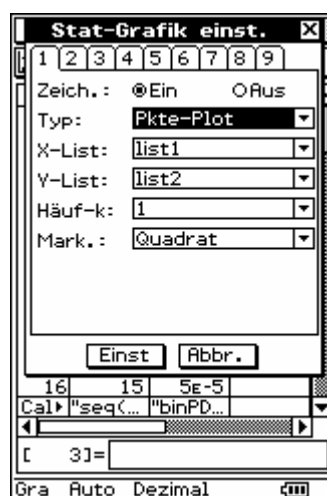 Stat-Grafik einst. X
1 2 3 4 5 6 7 8 9
Zeich.: Ein Aus
Typ: Pkte-Plot
X-List: list1
Y-List: list2
Häuf-k: 1
Mark.: Quadrat
Einst Abbr.
16 15 5E-5
Cal▸ "seq(... "binPD...
[ 3]=
Gra Auto Dezimal